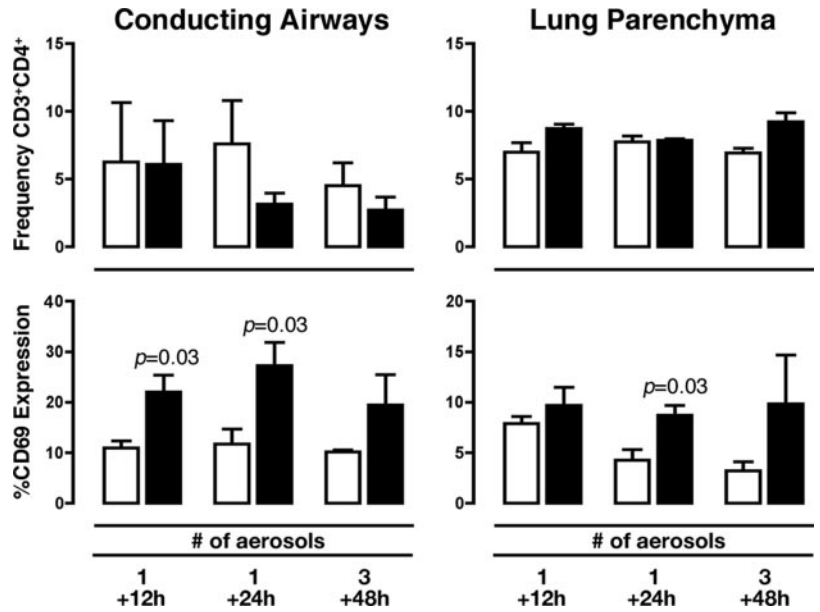 Conducting Airways
Lung Parenchyma
Frequency CD3⁺CD4⁺
15
10
5
0
15
10
5
0
%CD69 Expression
40
30
20
10
0
p=0.03
p=0.03
20
15
10
5
0
p=0.03
# of aerosols
# of aerosols
1 1 3
+12h +24h +48h
1 1 3
+12h +24h +48h